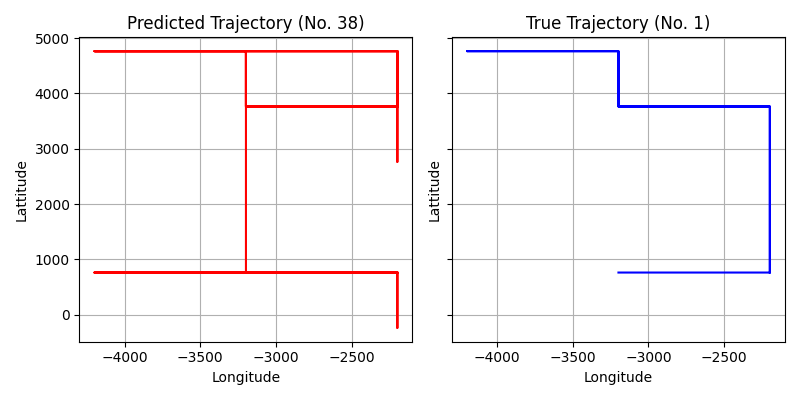 Predicted Trajectory (No. 38)
True Trajectory (No. 1)
5000
4000
3000
2000
1000
0
Lattitude
Lattitude
−4000
−3500
−3000
−2500
−4000
−3500
−3000
−2500
Longitude
Longitude